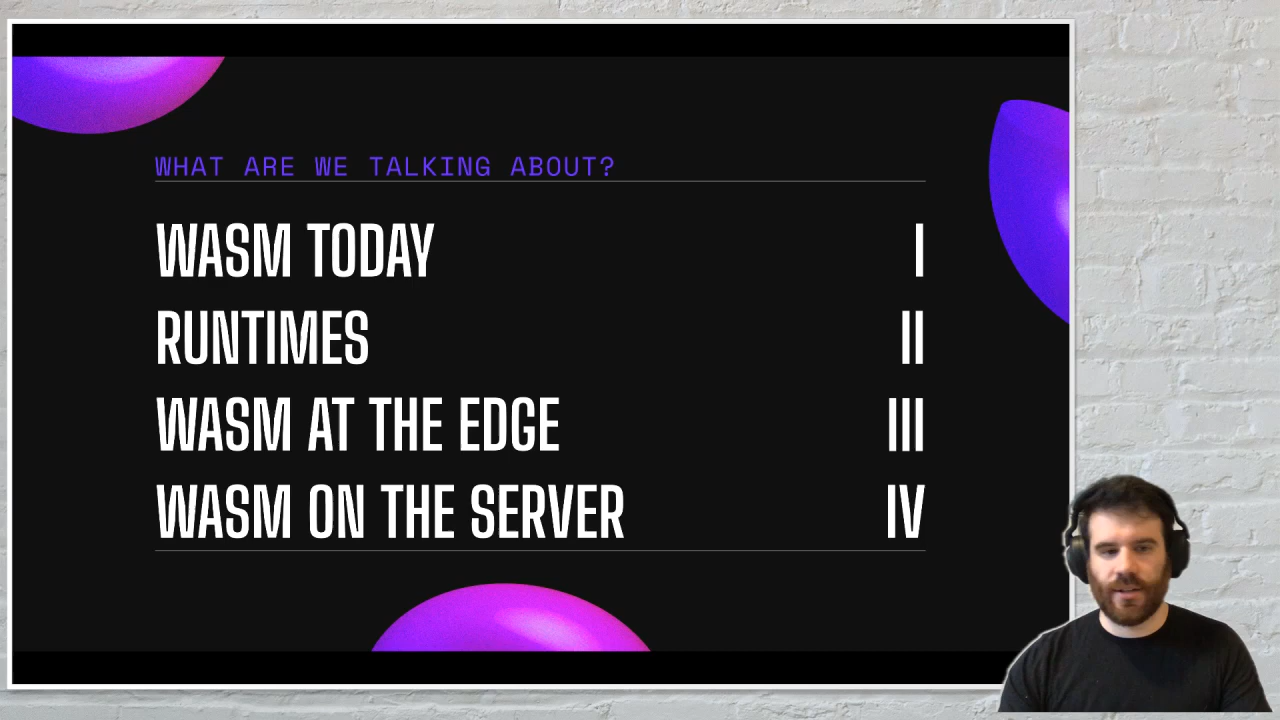 WHAT ARE WE TALKING ABOUT?
WASM TODAY I
RUNTIMES II
WASM AT THE EDGE III
WASM ON THE SERVER IV